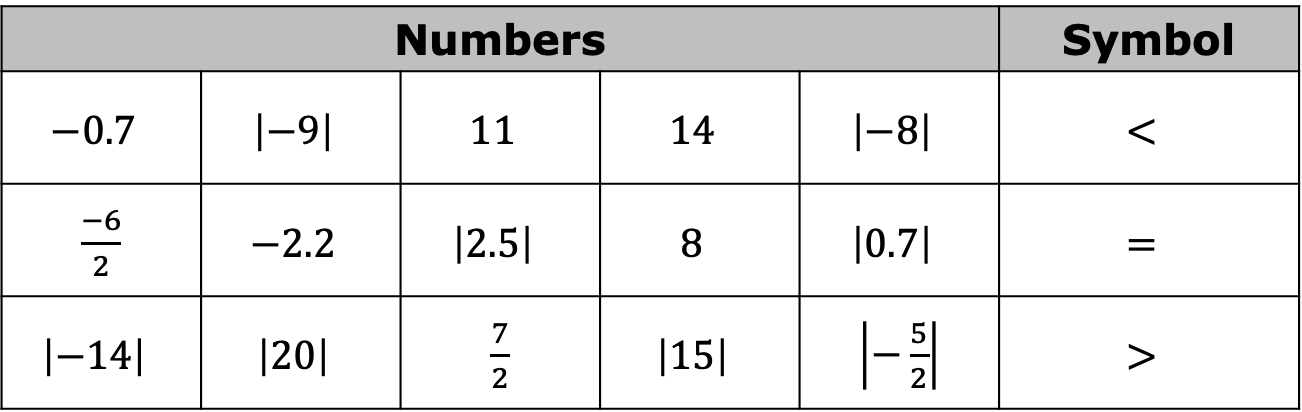 Numbers Symbol
−0.7 |−9| 11 14 |−8| <
−6/2 −2.2 |2.5| 8 |0.7| =
|−14| |20| 7/2 |15| |−5/2| >